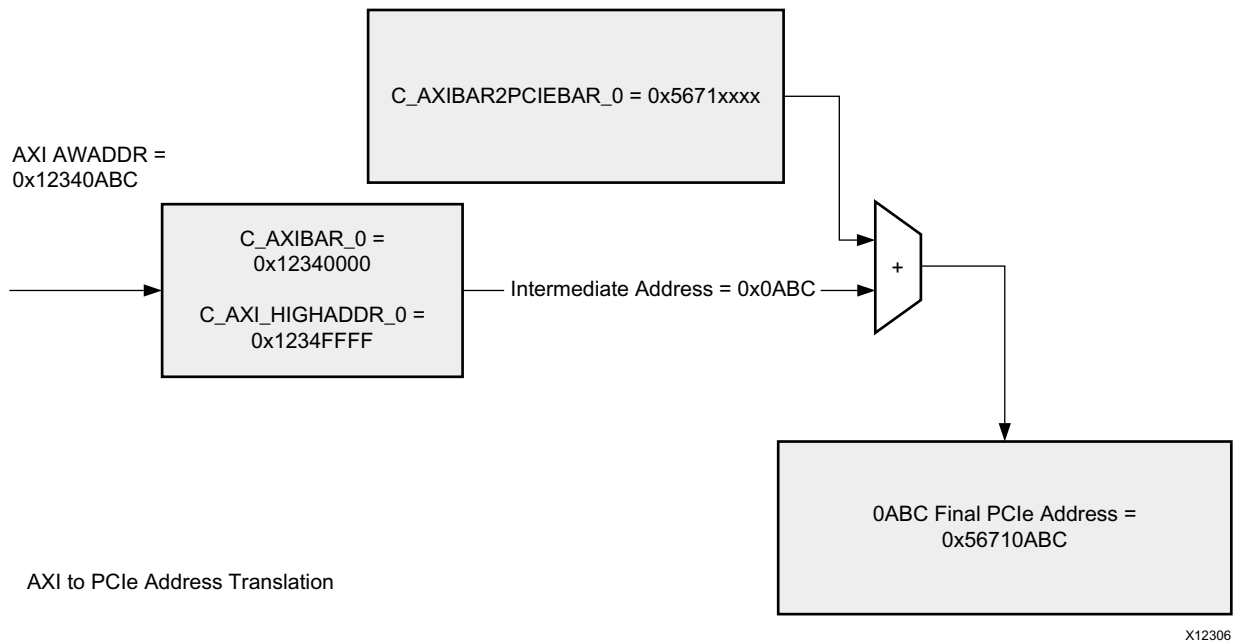 C_AXIBAR2PCIEBAR_0 = 0x5671xxxx
AXI AWADDR =
0x12340ABC
C_AXIBAR_0 =
0x12340000
C_AXI_HIGHADDR_0 =
0x1234FFFF
Intermediate Address = 0x0ABC
+
0ABC Final PCIe Address =
0x56710ABC
AXI to PCIe Address Translation
X12306